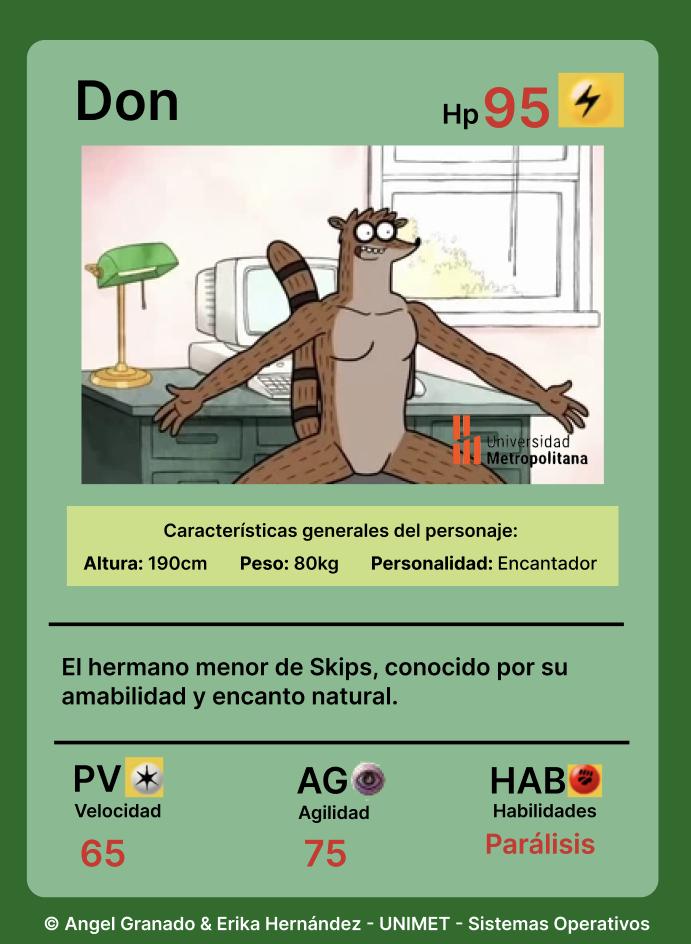 Don
Hp 95
Universidad
Metropolitana
Características generales del personaje:
Altura: 190cm Peso: 80kg Personalidad: Encantador
El hermano menor de Skips, conocido por su
amabilidad y encanto natural.
PV AG HAB
Velocidad Agilidad Habilidades
65 75 Parálisis
© Angel Granado & Erika Hernández - UNIMET - Sistemas Operativos